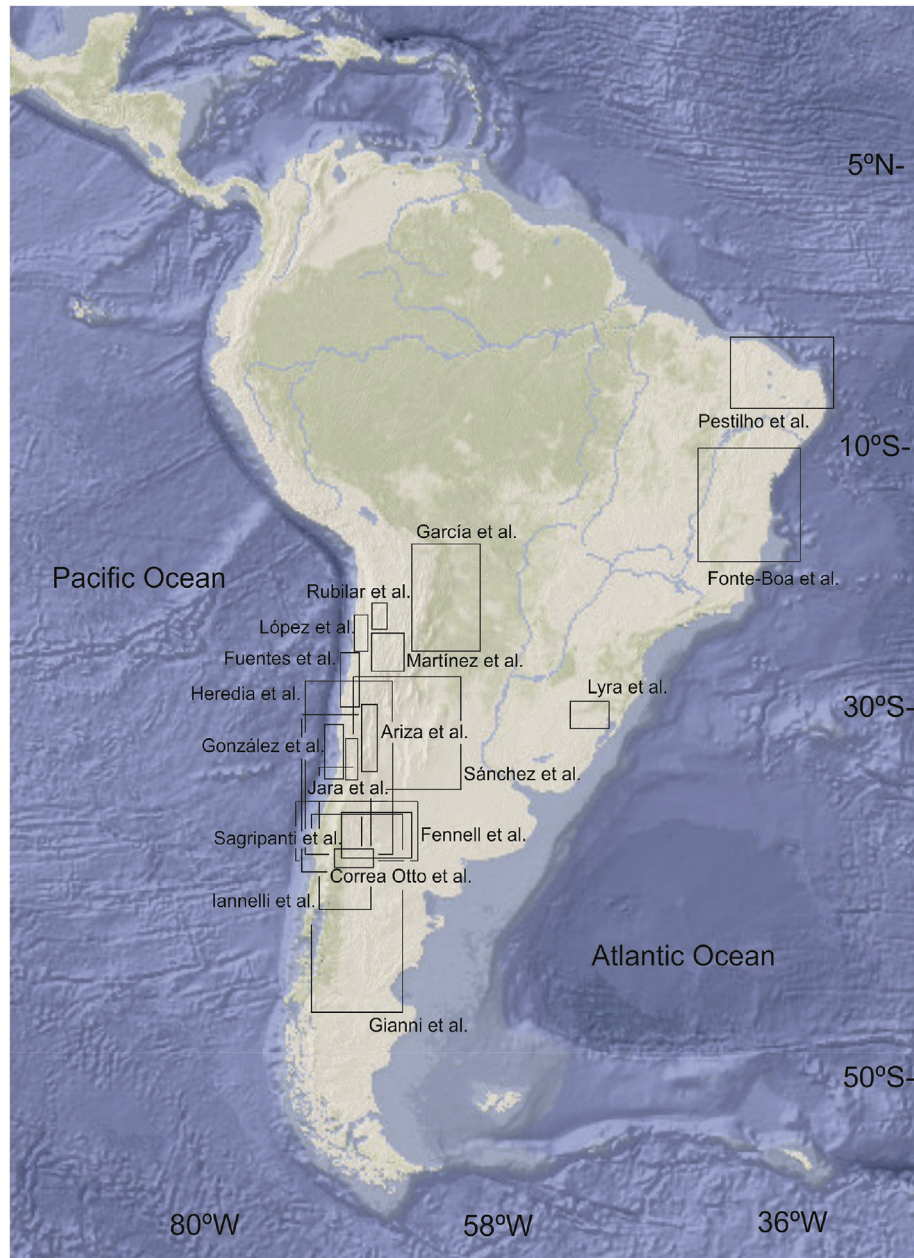 5ºN-
Pestilho et al.
10ºS-
García et al.
Pacific Ocean
Fonte-Boa et al.
Rubilar et al.
López et al.
Fuentes et al.
Martínez et al.
Heredia et al.
Lyra et al.
30ºS-
Ariza et al.
González et al.
Sánchez et al.
Jara et al.
Sagripanti et al.
Fennell et al.
Correa Otto et al.
Iannelli et al.
Atlantic Ocean
Gianni et al.
50ºS-
80ºW
58ºW
36ºW